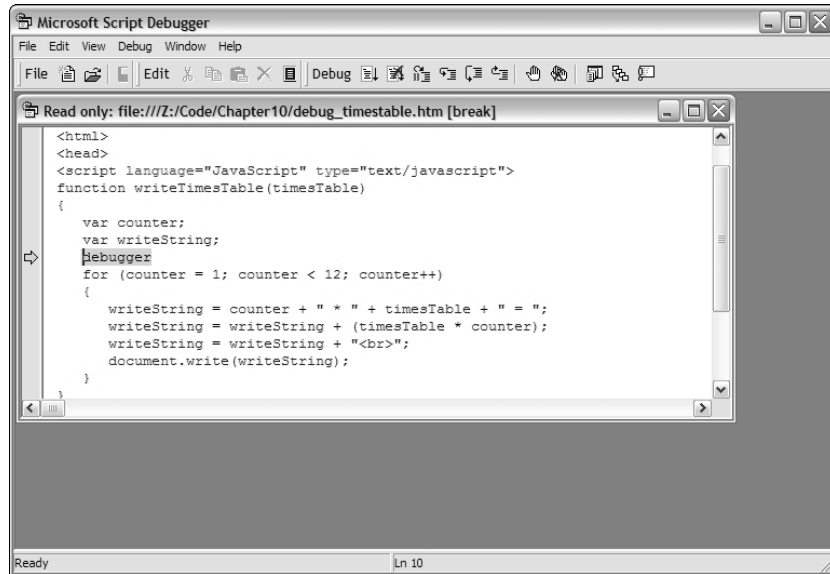 Microsoft Script Debugger
File Edit View Debug Window Help
File Edit Debug
Read only: file:///Z:/Code/Chapter10/debug_timestable.htm [break]
<html>
<head>
<script language="JavaScript" type="text/javascript">
function writeTimesTable(timesTable)
{
var counter;
var writeString;
debugger
for (counter = 1; counter < 12; counter++)
{
writeString = counter + " * " + timesTable + " = ";
writeString = writeString + (timesTable * counter);
writeString = writeString + "<br>";
document.write(writeString);
}
}
Ready Ln 10